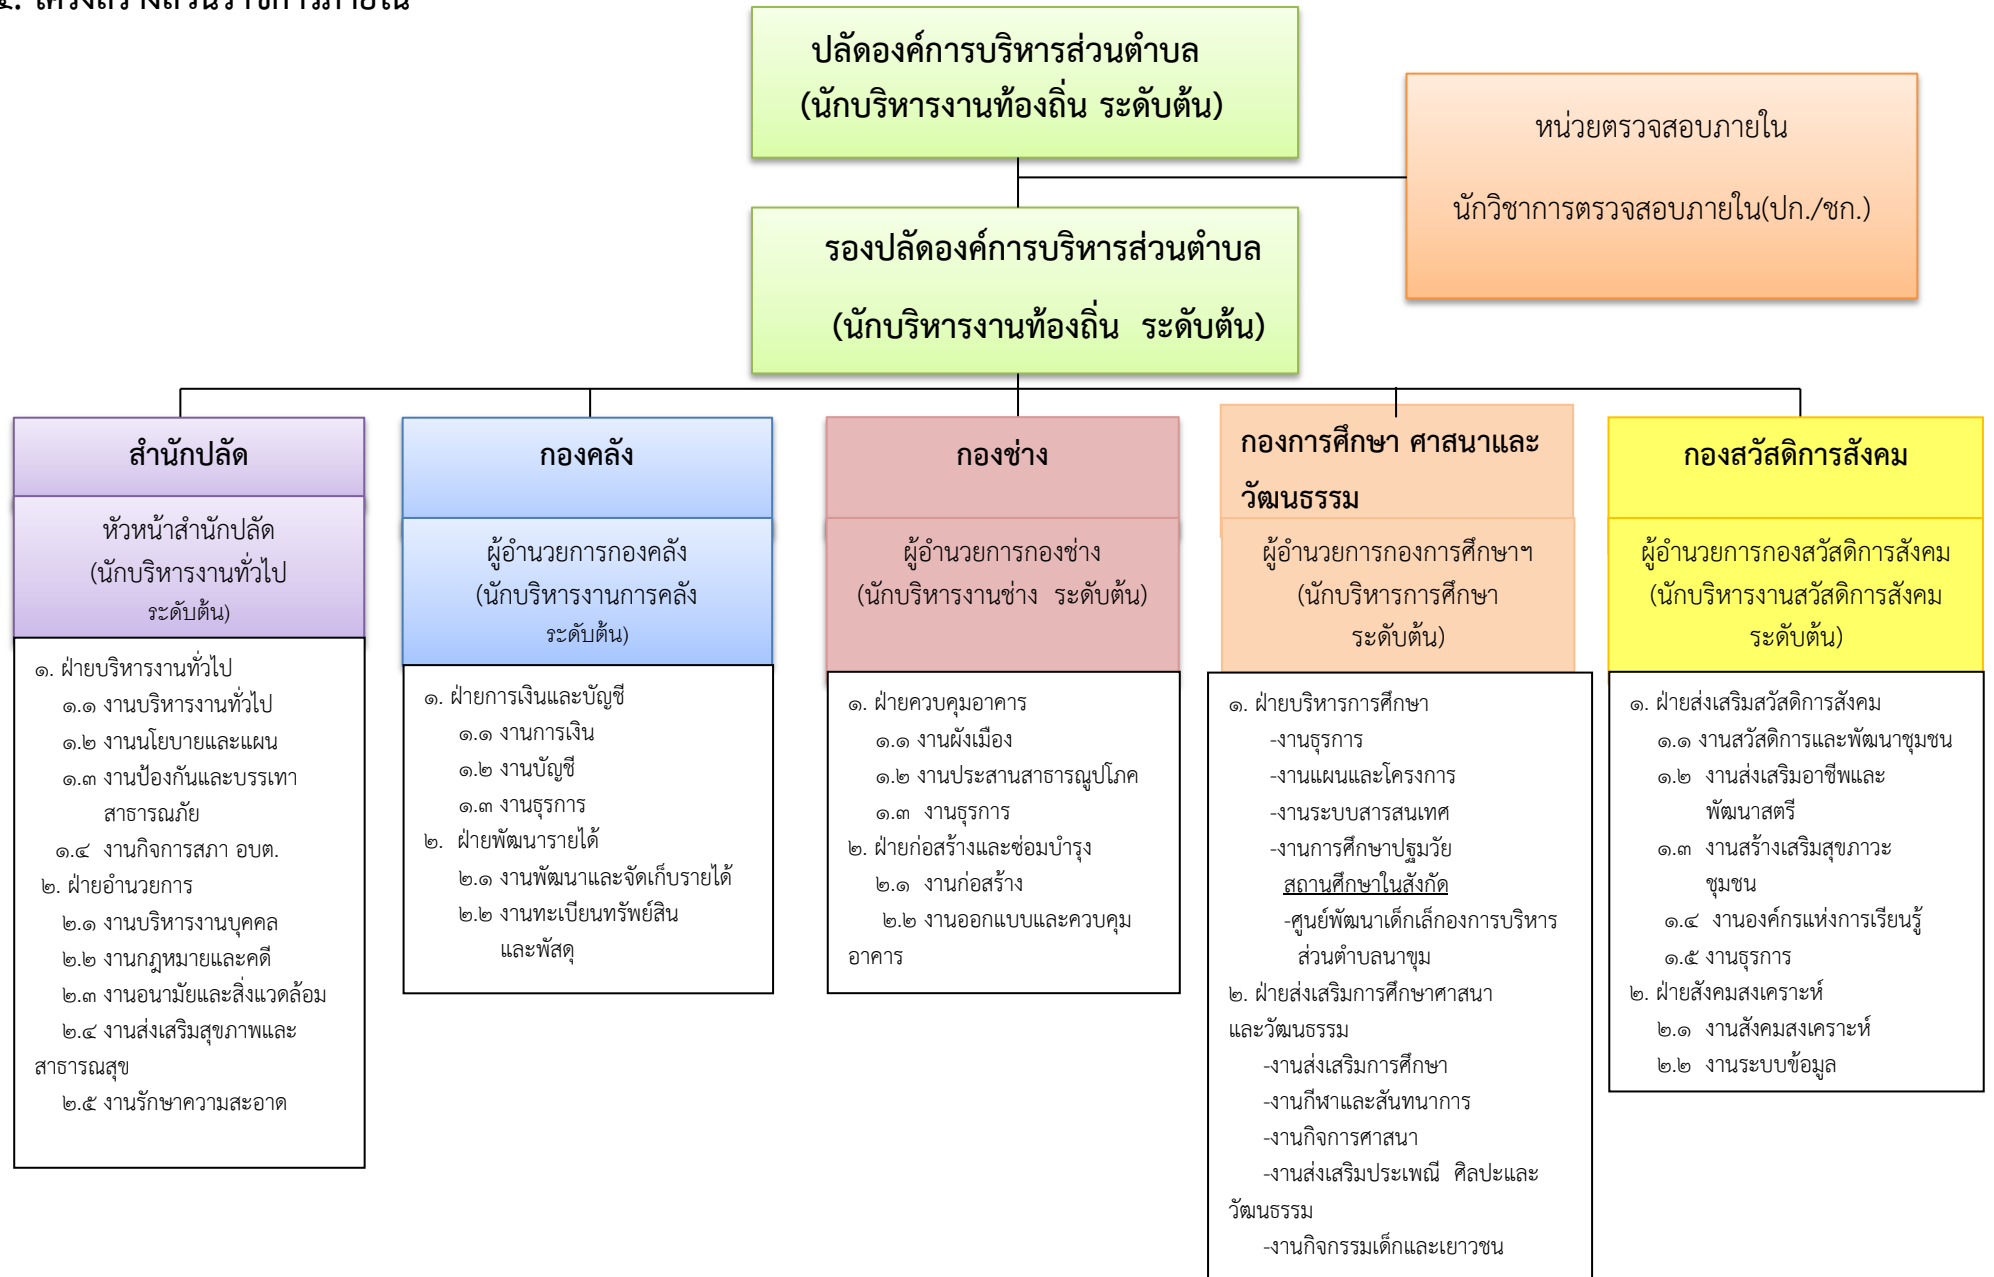 โครงสร้างส่วนราชการภายใน
ปลัดองค์การบริหารส่วนตำบล
(นักบริหารงานท้องถิ่น ระดับต้น)
หน่วยตรวจสอบภายใน
นักวิชาการตรวจสอบภายใน(ปก./ชก.)
รองปลัดองค์การบริหารส่วนตำบล
(นักบริหารงานท้องถิ่น ระดับต้น)
สำนักปลัด
หัวหน้าสำนักปลัด
(นักบริหารงานทั่วไป
ระดับต้น)
๑. ฝ่ายบริหารงานทั่วไป
๑.๑ งานบริหารงานทั่วไป
๑.๒ งานนโยบายและแผน
๑.๓ งานป้องกันและบรรเทา
สาธารณภัย
๑.๔ งานกิจการสภา อบต.
๒. ฝ่ายอำนวยการ
๒.๑ งานบริหารงานบุคคล
๒.๒ งานกฎหมายและคดี
๒.๓ งานอนามัยและสิ่งแวดล้อม
๒.๔ งานส่งเสริมสุขภาพและ
สาธารณสุข
๒.๕ งานรักษาความสะอาด
กองคลัง
ผู้อำนวยการกองคลัง
(นักบริหารงานการคลัง
ระดับต้น)
๑. ฝ่ายการเงินและบัญชี
๑.๑ งานการเงิน
๑.๒ งานบัญชี
๑.๓ งานธุรการ
๒. ฝ่ายพัฒนารายได้
๒.๑ งานพัฒนาและจัดเก็บรายได้
๒.๒ งานทะเบียนทรัพย์สิน
และพัสดุ
กองช่าง
ผู้อำนวยการกองช่าง
(นักบริหารงานช่าง ระดับต้น)
๑. ฝ่ายควบคุมอาคาร
๑.๑ งานผังเมือง
๑.๒ งานประสานสาธารณูปโภค
๑.๓ งานธุรการ
๒. ฝ่ายก่อสร้างและซ่อมบำรุง
๒.๑ งานก่อสร้าง
๒.๒ งานออกแบบและควบคุม
อาคาร
กองการศึกษา ศาสนาและ
วัฒนธรรม
ผู้อำนวยการกองการศึกษาฯ
(นักบริหารการศึกษา
ระดับต้น)
๑. ฝ่ายบริหารการศึกษา
-งานธุรการ
-งานแผนและโครงการ
-งานระบบสารสนเทศ
-งานการศึกษาปฐมวัย
สถานศึกษาในสังกัด
-ศูนย์พัฒนาเด็กเล็กองการบริหาร
ส่วนตำบลนาขุม
๒. ฝ่ายส่งเสริมการศึกษาศาสนา
และวัฒนธรรม
-งานส่งเสริมการศึกษา
-งานกีฬาและสันทนาการ
-งานกิจการศาสนา
-งานส่งเสริมประเพณี ศิลปะและ
วัฒนธรรม
-งานกิจกรรมเด็กและเยาวชน
กองสวัสดิการสังคม
ผู้อำนวยการกองสวัสดิการสังคม
(นักบริหารงานสวัสดิการสังคม
ระดับต้น)
๑. ฝ่ายส่งเสริมสวัสดิการสังคม
๑.๑ งานสวัสดิการและพัฒนาชุมชน
๑.๒ งานส่งเสริมอาชีพและ
พัฒนาสตรี
๑.๓ งานสร้างเสริมสุขภาวะ
ชุมชน
๑.๔ งานองค์กรแห่งการเรียนรู้
๑.๕ งานธุรการ
๒. ฝ่ายสังคมสงเคราะห์
๒.๑ งานสังคมสงเคราะห์
๒.๒ งานระบบข้อมูล